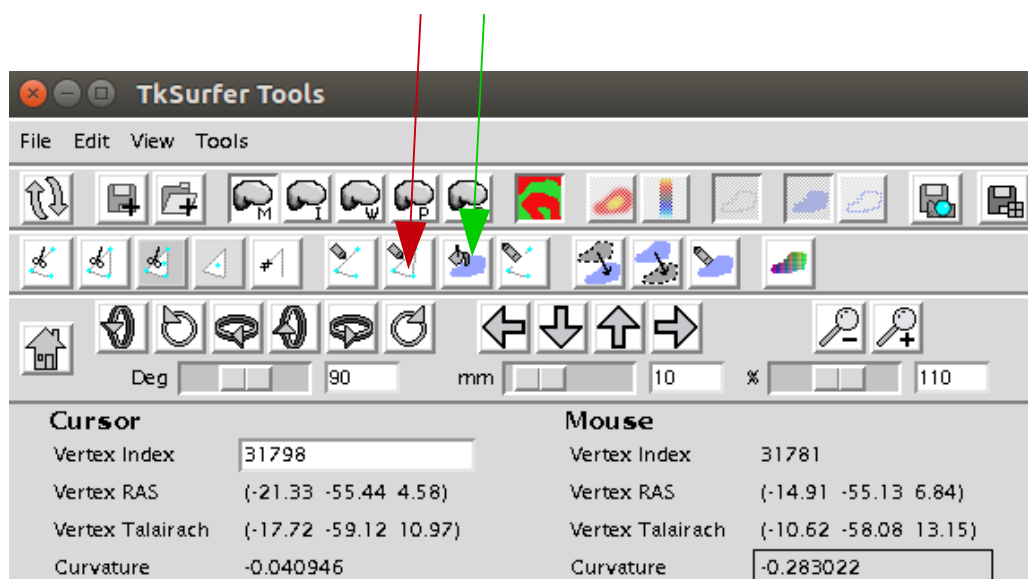 TkSurfer Tools
File Edit View Tools
M I W P
Deg 90 mm 10 % 110
Cursor Mouse
Vertex Index 31798 Vertex Index 31781
Vertex RAS (-21.33 -55.44 4.58) Vertex RAS (-14.91 -55.13 6.84)
Vertex Talairach (-17.72 -59.12 10.97) Vertex Talairach (-10.62 -58.08 13.15)
Curvature -0.040946 Curvature -0.283022